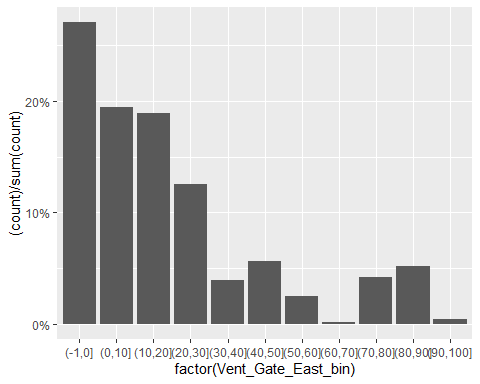 (count)/sum(count)
20%
10%
0%
(-1,0] (0,10] (10,20] (20,30] (30,40] (40,50] (50,60] (60,70] (70,80] (80,90] (90,100]
factor(Vent_Gate_East_bin)